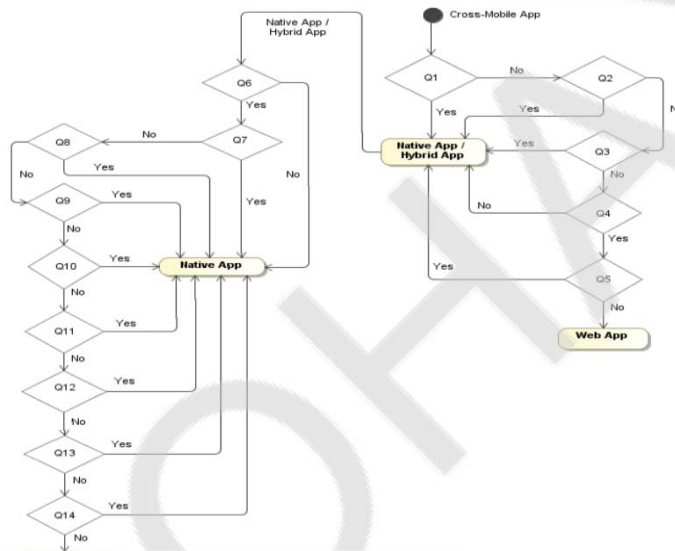 Cross-Mobile App
Native App /
Hybrid App
Q1
No
Q2
Yes
Yes
N
Native App /
Hybrid App
Yes
Q3
No
No
Q4
Yes
Yes
Q5
No
Web App
Q6
Yes
No
Q7
No
Q8
Yes
No
Yes
Q9
Yes
No
Q10
Yes
Native App
No
Q11
Yes
No
Q12
Yes
No
Q13
Yes
No
Q14
Yes
No
OHA